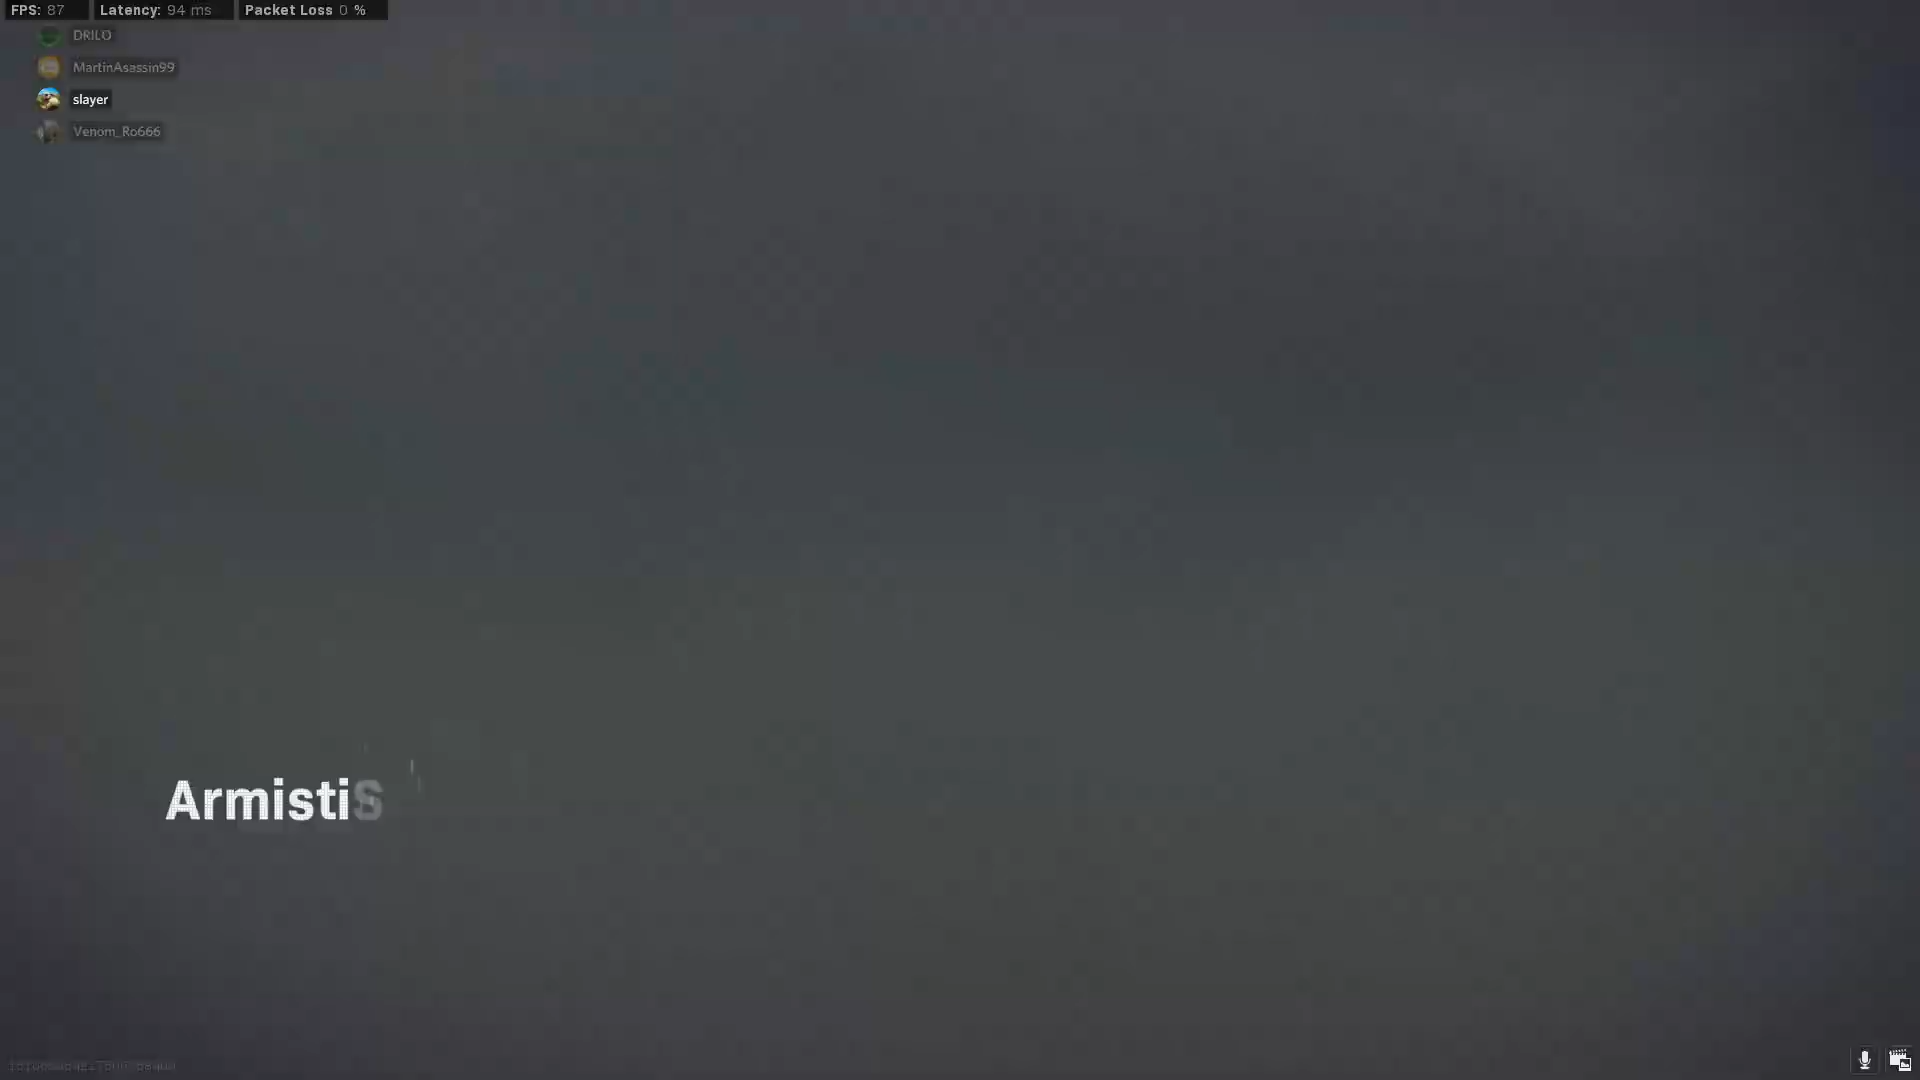 FPS: 87 Latency: 94 ms Packet Loss 0 %
DRILO
MartinAsassin99
slayer
Venom_Ro666
ArmistiS